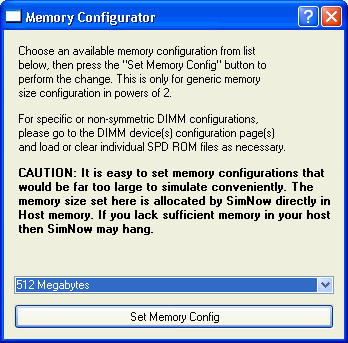 Memory Configurator
Choose an available memory configuration from list
below, then press the "Set Memory Config" button to
perform the change. This is only for generic memory
size configuration in powers of 2.
For specific or non-symmetric DIMM configurations,
please go to the DIMM device(s) configuration page(s)
and load or clear individual SPD ROM files as necessary.
CAUTION: It is easy to set memory configurations that
would be far too large to simulate conveniently. The
memory size set here is allocated by SimNow directly in
Host memory. If you lack sufficient memory in your host
then SimNow may hang.
512 Megabytes
Set Memory Config